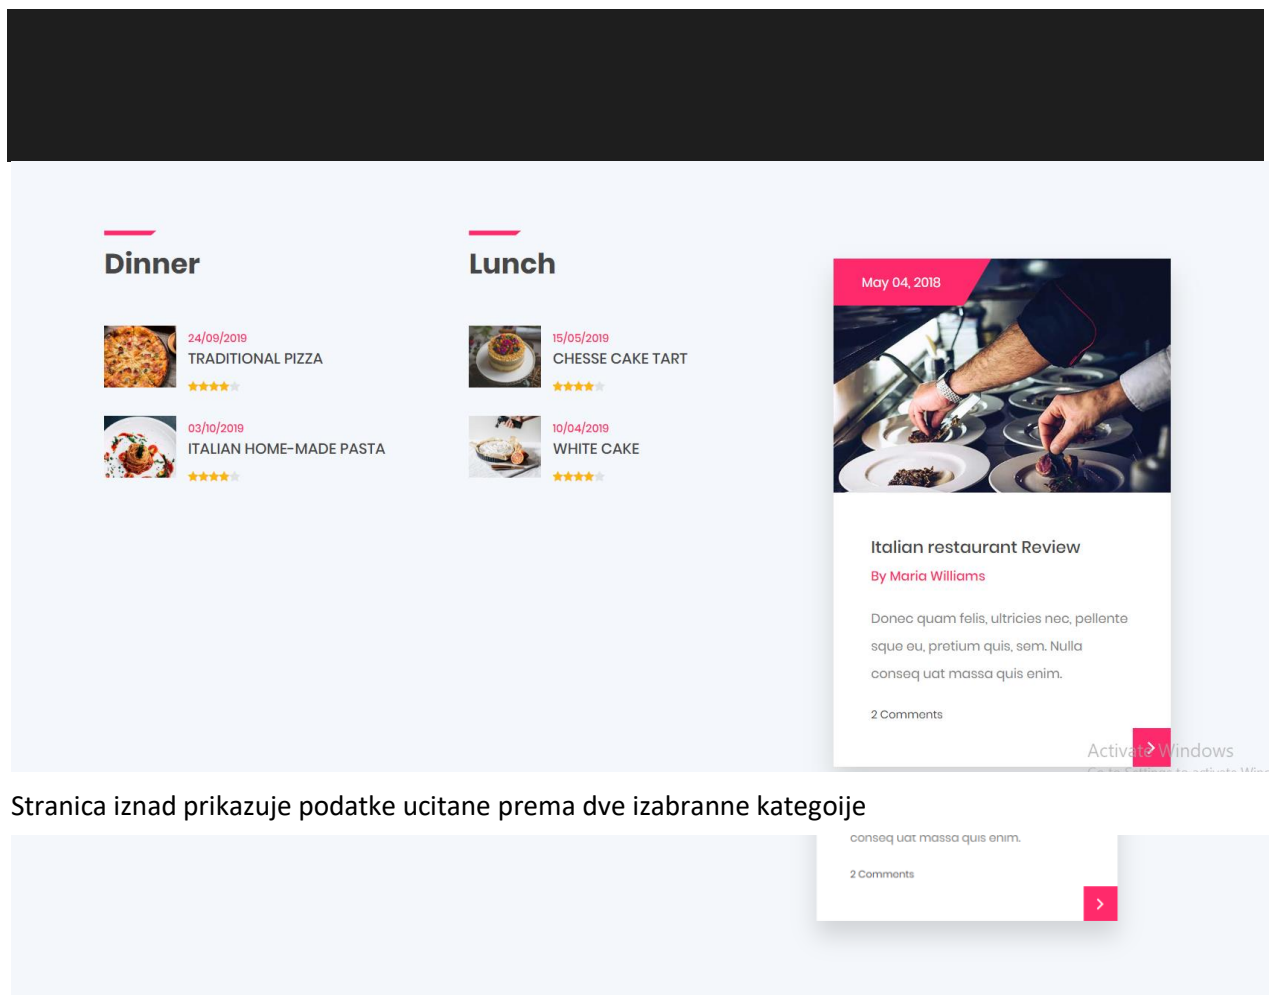 Dinner
24/09/2019
TRADITIONAL PIZZA
03/10/2019
ITALIAN HOME-MADE PASTA
Lunch
15/05/2019
CHESSE CAKE TART
10/04/2019
WHITE CAKE
May 04, 2018
Italian restaurant Review
By Maria Williams
Donec quam felis, ultricies nec, pellente
sque eu, pretium quis, sem. Nulla
conseq uat massa quis enim.
2 Comments
Activate Windows
Stranica iznad prikazuje podatke ucitane prema dve izabranne kategoije
conseq uat massa quis enim.
2 Comments